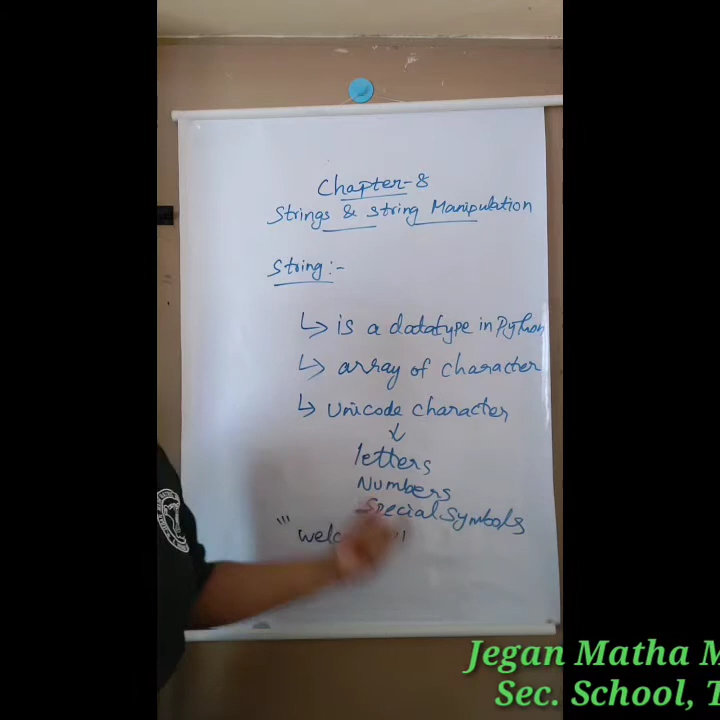 Chapter-8
Strings & String Manipulation
String :-
↳ is a datatype in Python
↳ array of character
↳ Unicode character
↓
letters
Numbers
Special Symbols
'''
Jegan Matha M
Sec. School, T